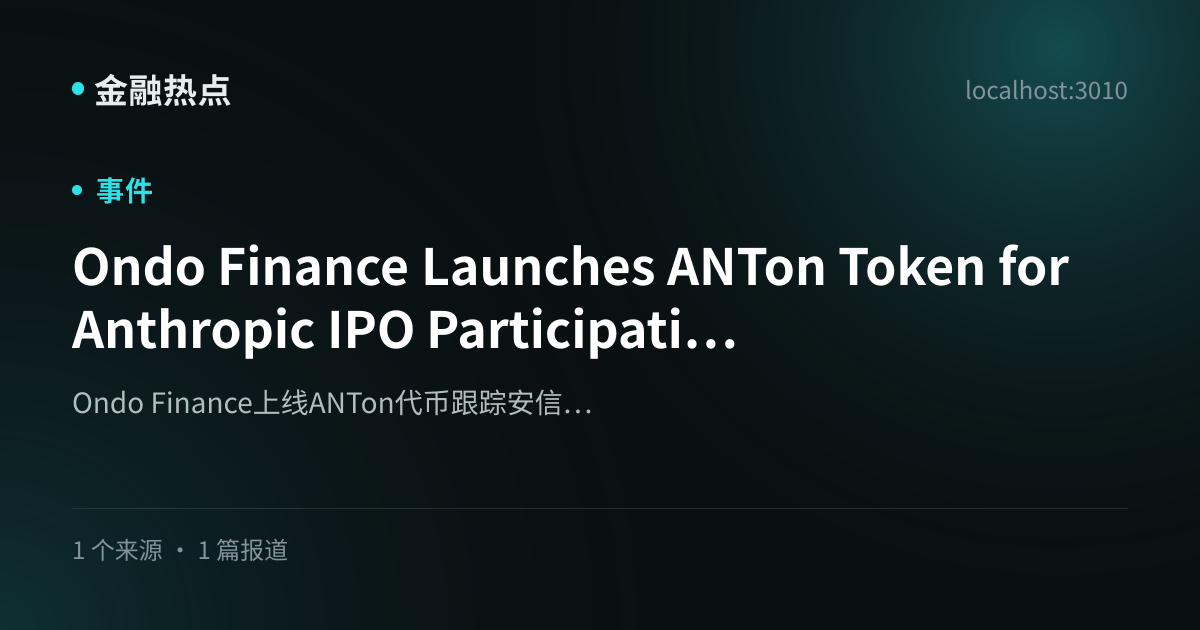 金融热点
localhost:3010
事件
Ondo Finance Launches ANTon Token for
Anthropic IPO Participati…
Ondo Finance上线ANTon代币跟踪安信…
1 个来源 · 1 篇报道